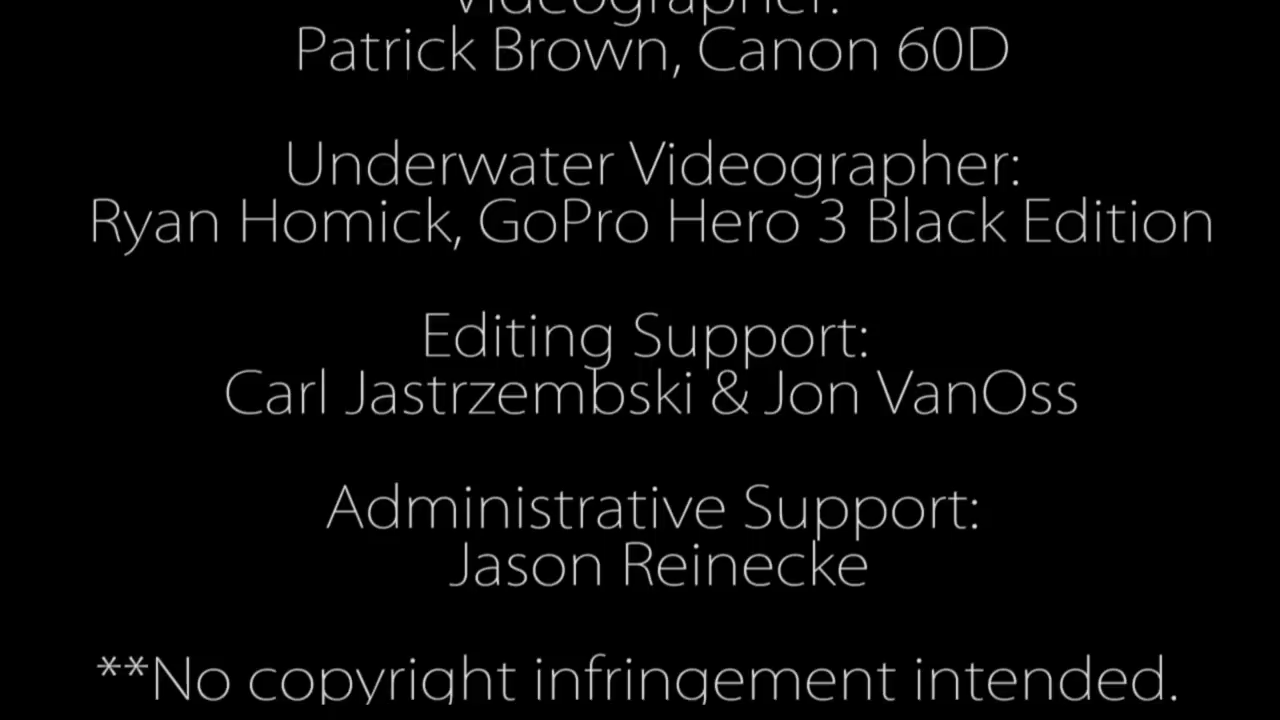 Videographer:
Patrick Brown, Canon 60D
Underwater Videographer:
Ryan Homick, GoPro Hero 3 Black Edition
Editing Support:
Carl Jastrzembski & Jon VanOss
Administrative Support:
Jason Reinecke
**No copyright infringement intended.